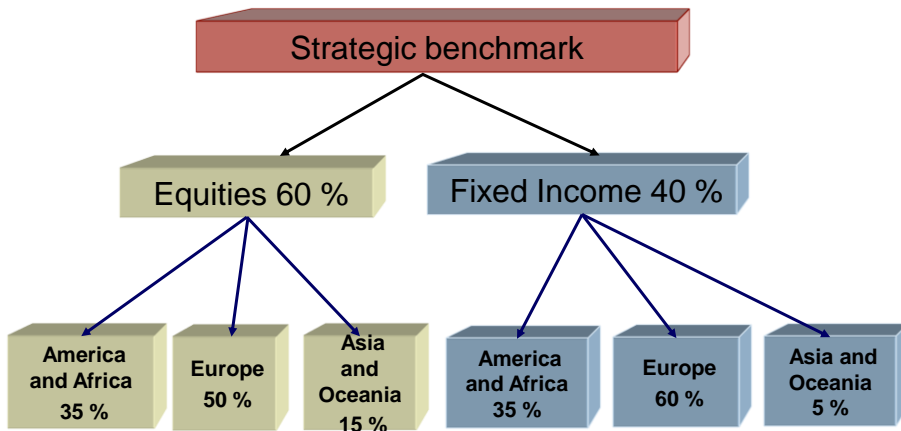 Strategic benchmark
Equities 60 %
Fixed Income 40 %
America
and Africa
35 %
Europe
50 %
Asia
and
Oceania
15 %
America
and Africa
35 %
Europe
60 %
Asia and
Oceania
5 %